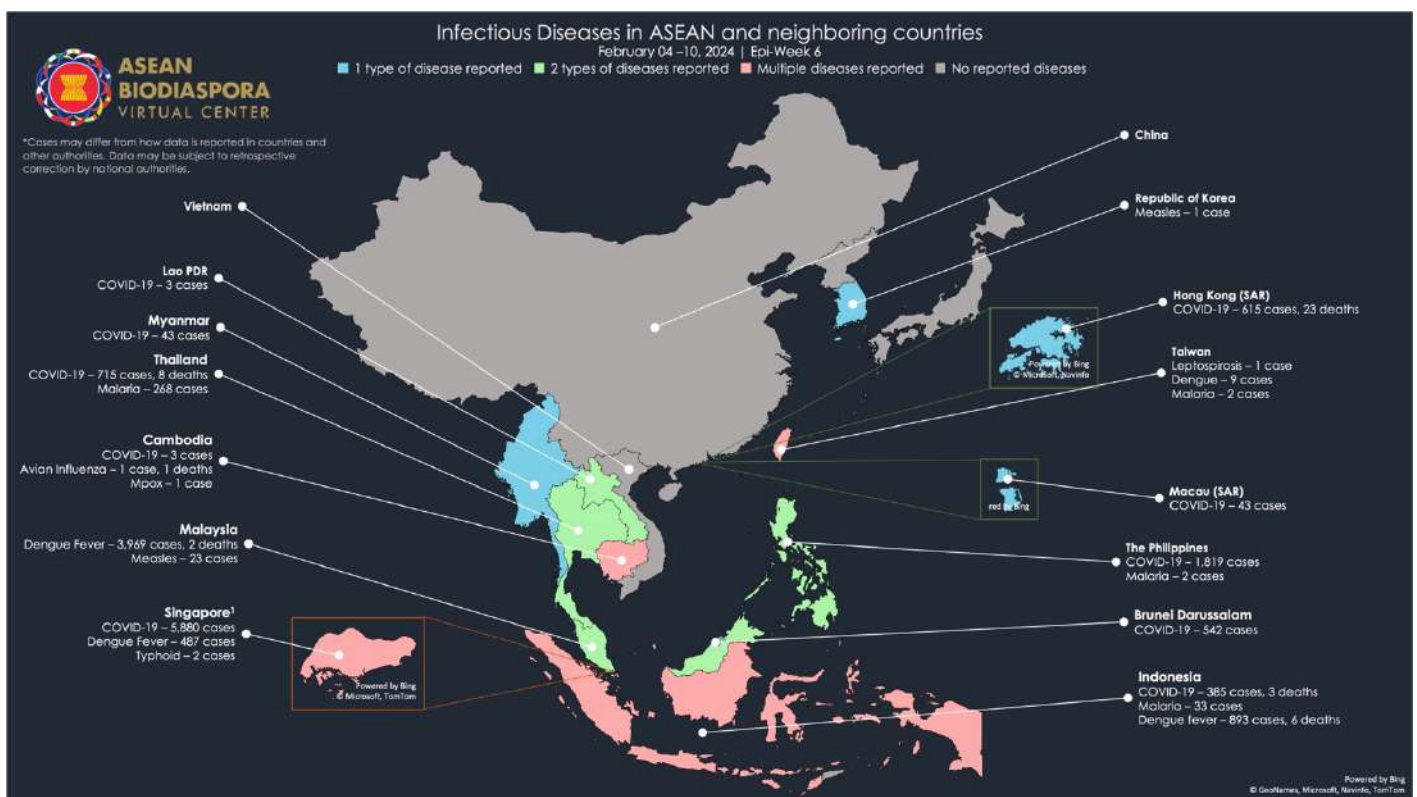 Infectious Diseases in ASEAN and neighboring countries
February 04 –10, 2024 | Epi-Week 6
1 type of disease reported
2 types of diseases reported
Multiple diseases reported
No reported diseases
ASEAN
BIODIASPORA
VIRTUAL CENTER
*Cases may differ from how data is reported in countries and
other authorities. Data may be subject to retrospective
correction by national authorities.
Vietnam
Lao PDR
COVID-19 – 3 cases
Myanmar
COVID-19 – 43 cases
Thailand
COVID-19 – 715 cases, 8 deaths
Malaria – 268 cases
Cambodia
COVID-19 – 3 cases
Avian Influenza – 1 case, 1 deaths
Mpox – 1 case
Malaysia
Dengue Fever – 3,969 cases, 2 deaths
Measles – 23 cases
Singapore¹
COVID-19 – 5,880 cases
Dengue Fever – 487 cases
Typhoid – 2 cases
Powered by Bing
© Microsoft, TomTom
China
Republic of Korea
Measles – 1 case
Hong Kong (SAR)
COVID-19 – 615 cases, 23 deaths
Powered by Bing
© Microsoft, Navinfo
Taiwan
Leptospirosis – 1 case
Dengue – 9 cases
Malaria – 2 cases
Macau (SAR)
COVID-19 – 43 cases
red by Bing
The Philippines
COVID-19 – 1,819 cases
Malaria – 2 cases
Brunei Darussalam
COVID-19 – 542 cases
Indonesia
COVID-19 – 385 cases, 3 deaths
Malaria – 33 cases
Dengue fever – 893 cases, 6 deaths
Powered by Bing
© GeoNames, Microsoft, Navinfo, TomTom